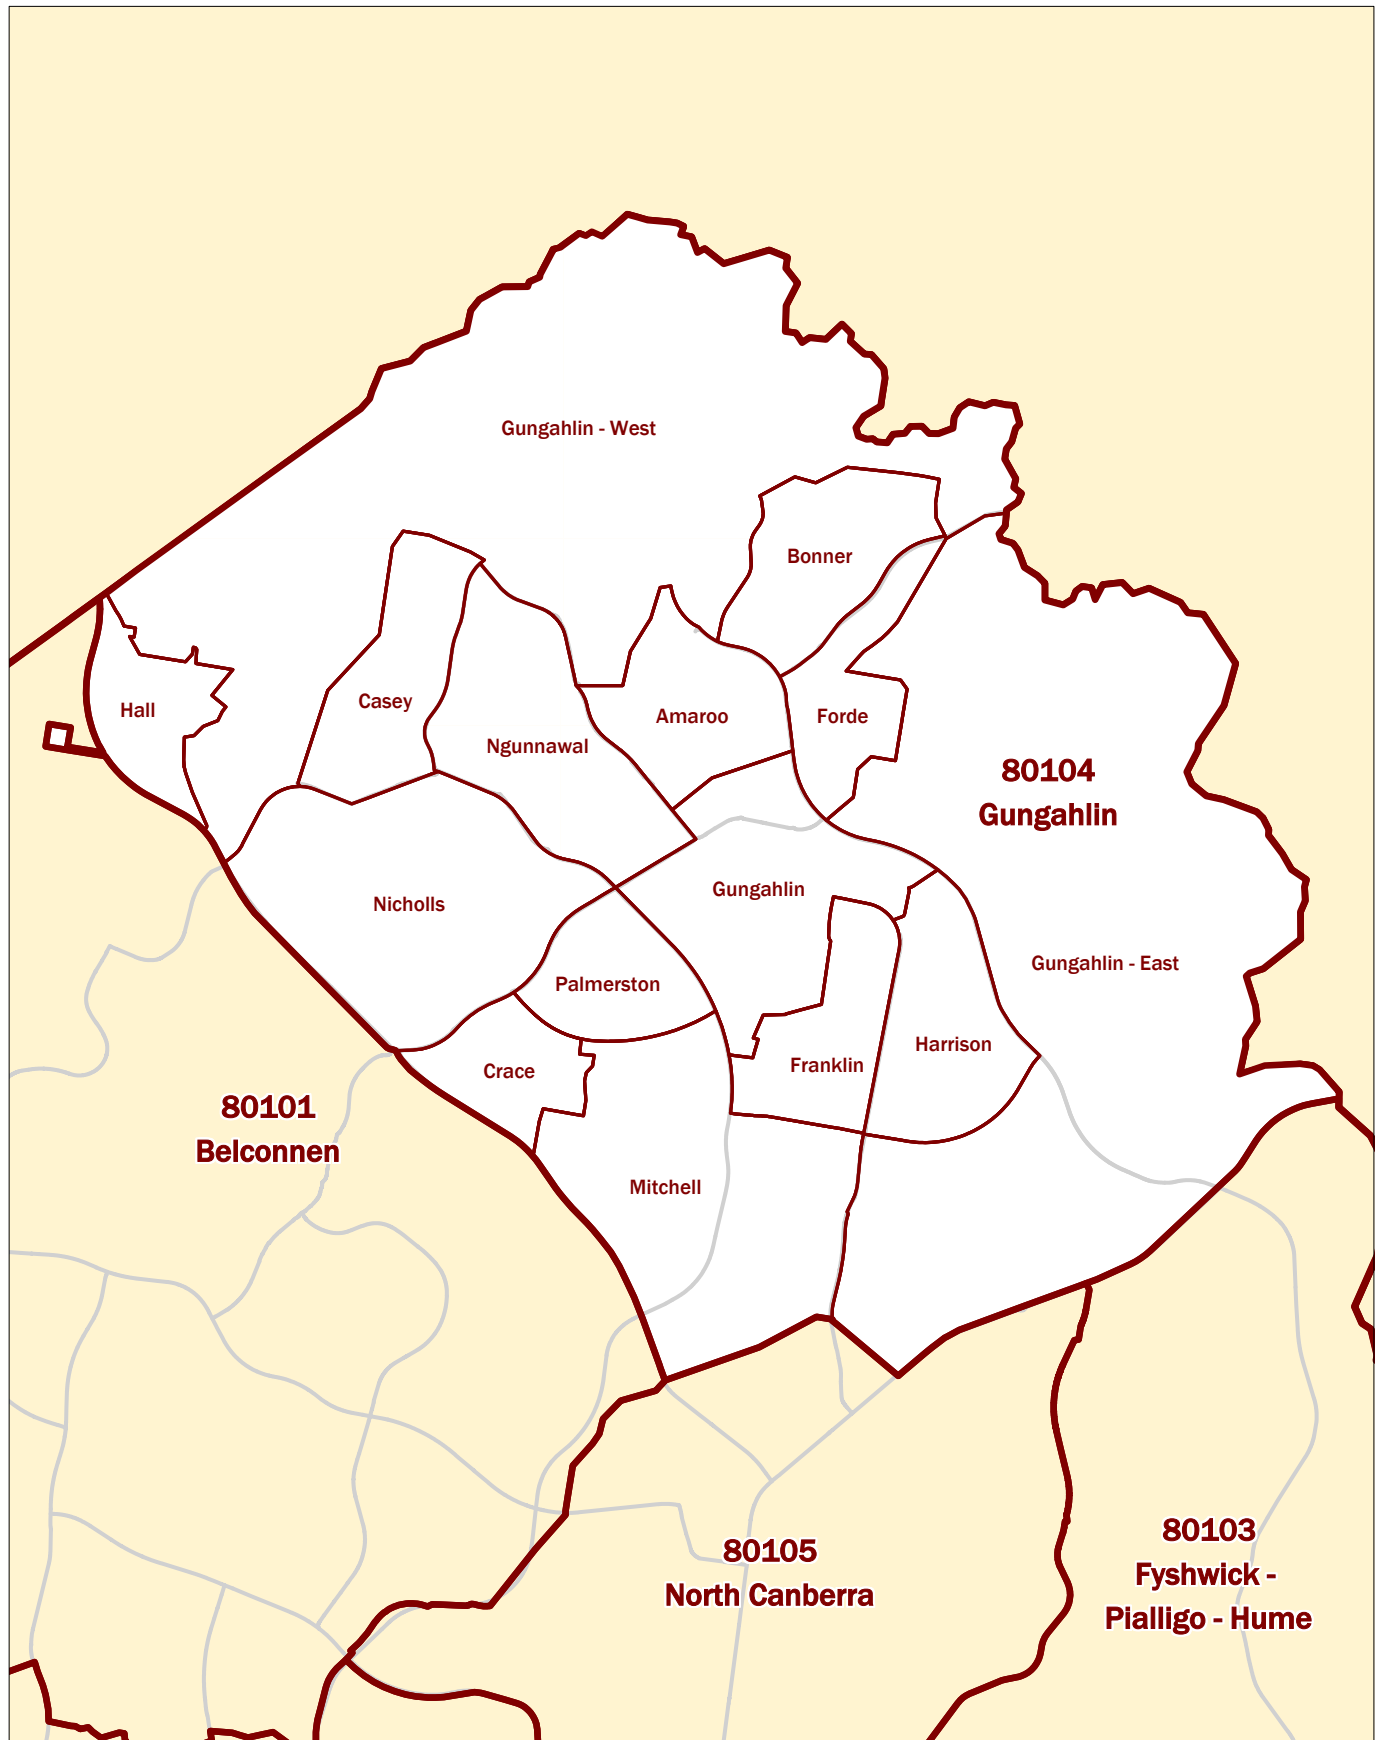 Gungahlin - West
Bonner
Hall
Casey
Amaroo
Forde
Ngunnawal
80104
Gungahlin
Nicholls
Gungahlin
Gungahlin - East
Palmerston
Harrison
Crace
Franklin
80101
Belconnen
Mitchell
80105
North Canberra
80103
Fyshwick -
Pialligo - Hume